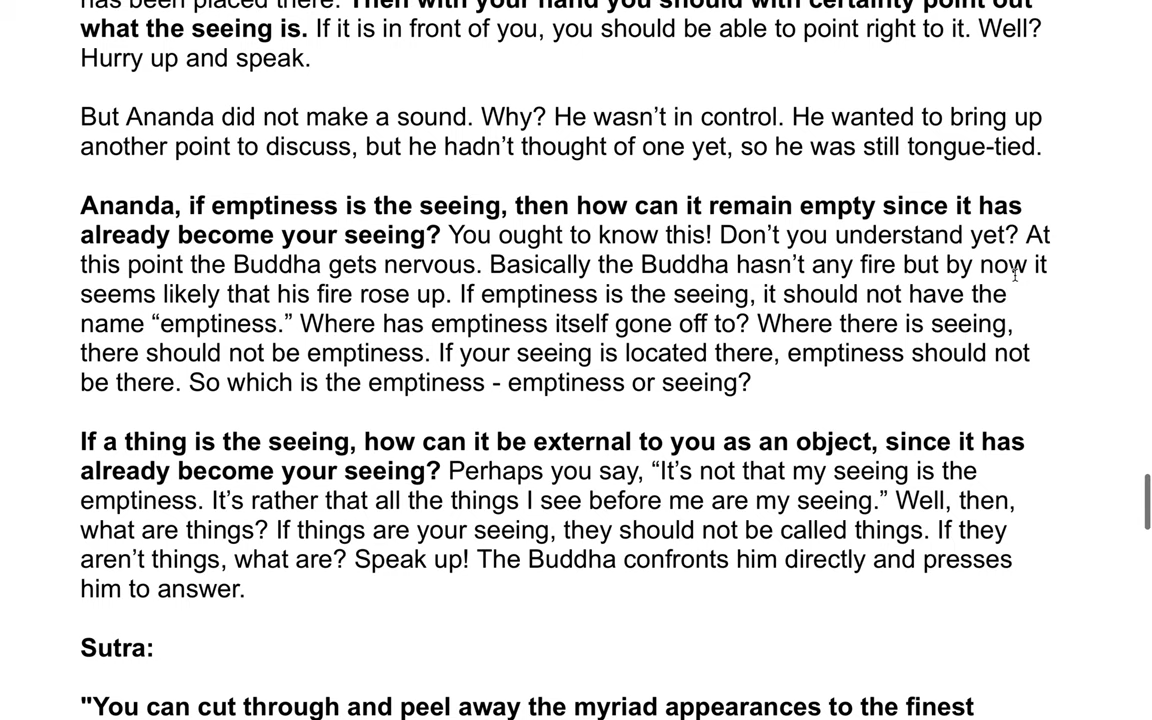 has been placed there. Then with your hand you should with certainty point out
what the seeing is. If it is in front of you, you should be able to point right to it. Well?
Hurry up and speak.
But Ananda did not make a sound. Why? He wasn’t in control. He wanted to bring up
another point to discuss, but he hadn’t thought of one yet, so he was still tongue-tied.
Ananda, if emptiness is the seeing, then how can it remain empty since it has
already become your seeing? You ought to know this! Don’t you understand yet? At
this point the Buddha gets nervous. Basically the Buddha hasn’t any fire but by now it
seems likely that his fire rose up. If emptiness is the seeing, it should not have the
name “emptiness.” Where has emptiness itself gone off to? Where there is seeing,
there should not be emptiness. If your seeing is located there, emptiness should not
be there. So which is the emptiness - emptiness or seeing?
If a thing is the seeing, how can it be external to you as an object, since it has
already become your seeing? Perhaps you say, “It’s not that my seeing is the
emptiness. It’s rather that all the things I see before me are my seeing.” Well, then,
what are things? If things are your seeing, they should not be called things. If they
aren’t things, what are? Speak up! The Buddha confronts him directly and presses
him to answer.
Sutra:
"You can cut through and peel away the myriad appearances to the finest